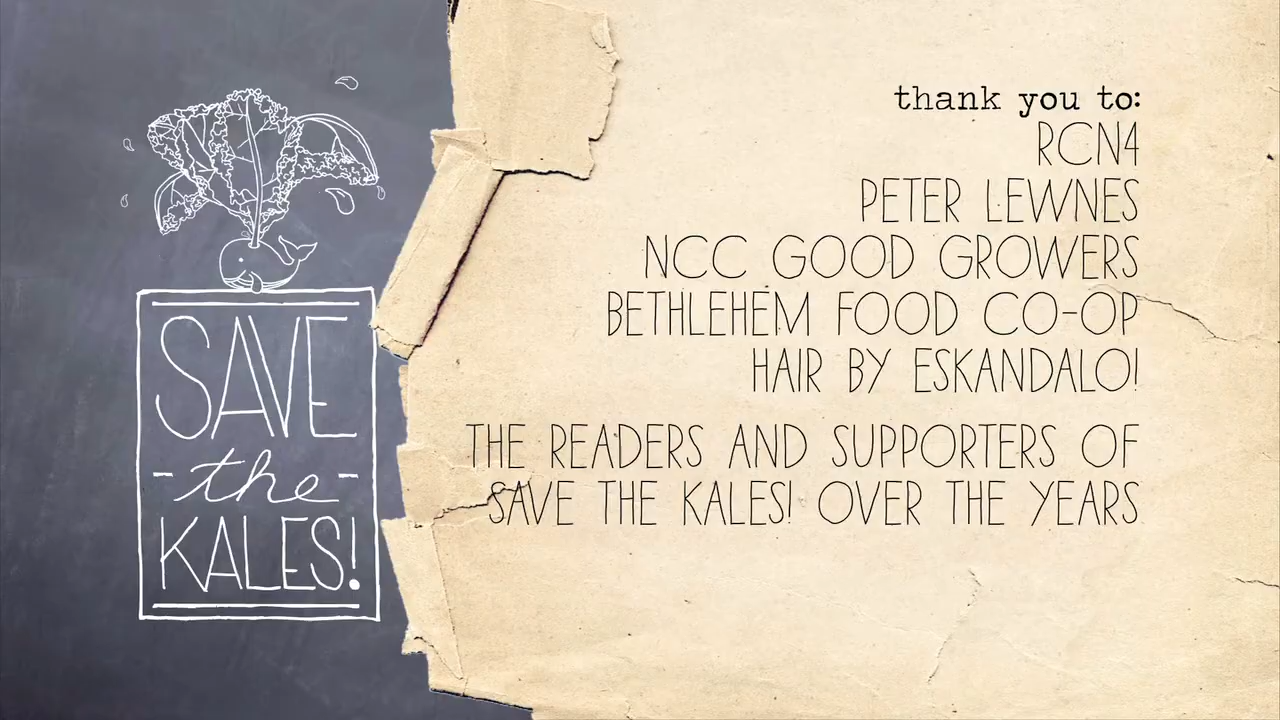 SAVE
-the-
KALES!
thank you to:
RCN4
PETER LEWNES
NCC GOOD GROWERS
BETHLEHEM FOOD CO-OP
HAIR BY ESKANDALO!
THE READERS AND SUPPORTERS OF
SAVE THE KALES! OVER THE YEARS